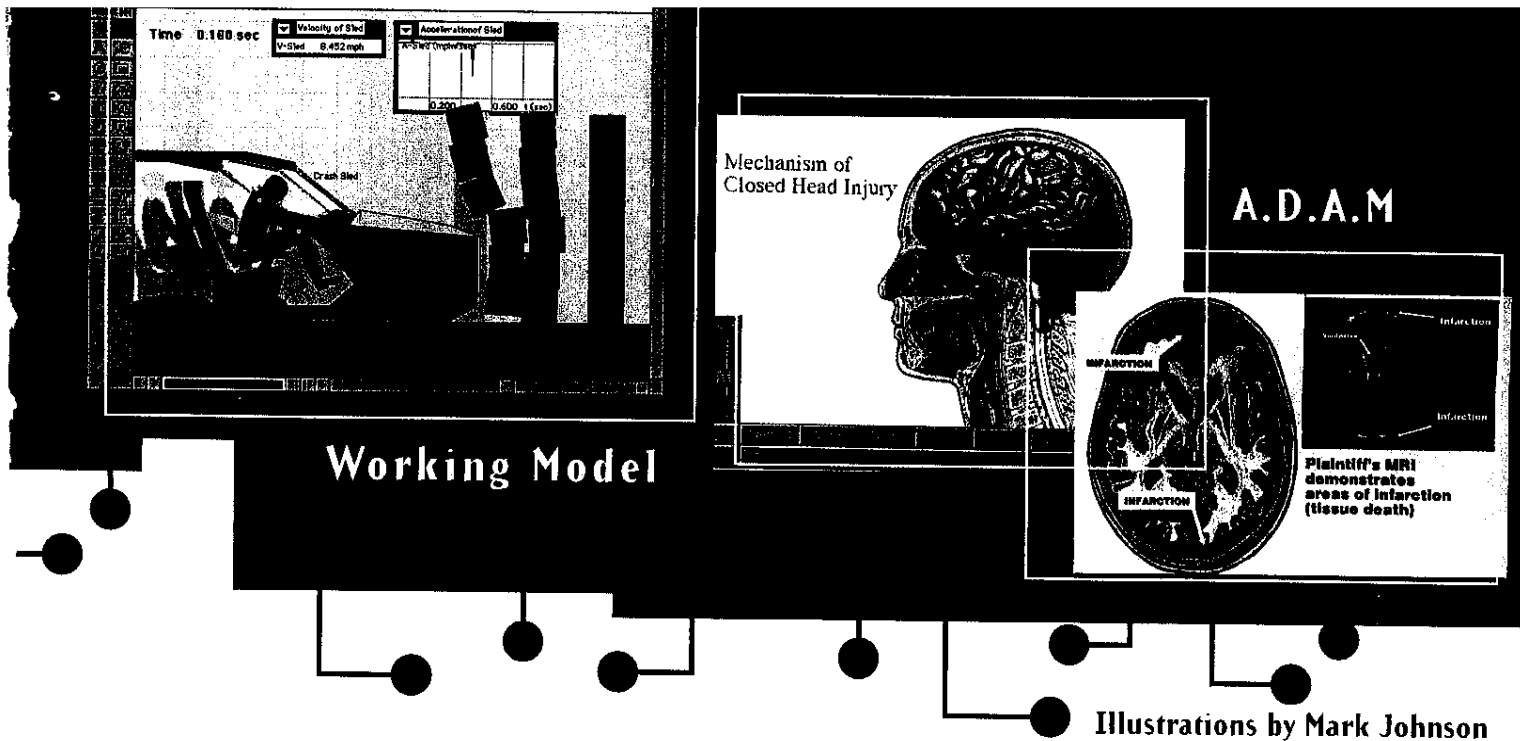 Time 0.160 sec
Velocity of Sled
V-Sled 8.452 mph
Acceleration of Sled
A-Sled
0.200 0.600 t (sec)
Crash Sled
Working Model
Mechanism of
Closed Head Injury
A.D.A.M
INFARCTION
INFARCTION
Infarction
Infarction
Plaintiff's MRI
demonstrates
areas of infarction
(tissue death)
Illustrations by Mark Johnson